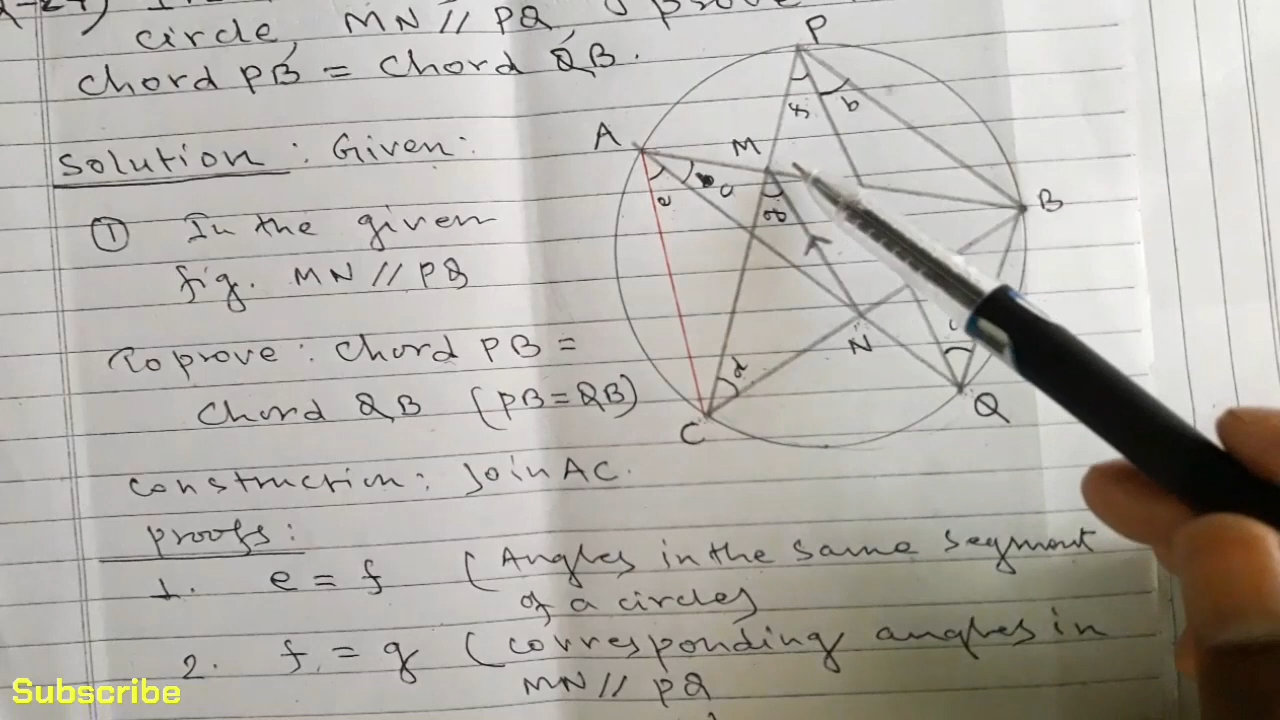 circle, MN // PQ, prove
chord PB = chord QB.
Solution: Given:
① In the given
fig. MN // PQ
To prove: chord PB =
chord QB (PB = QB)
construction: Join AC.
proofs:
1. e = f (Angles in the same segment
of a circles
2. f = g (corresponding angles in
MN // PQ
P
A
M
B
N
Q
C
f
b
e
a
g
c
d
Subscribe